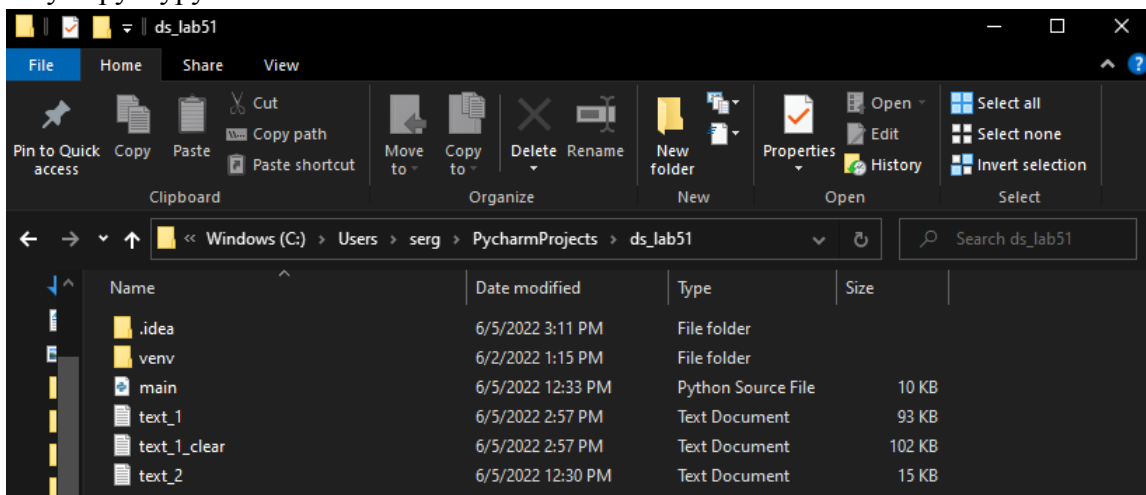 ds_lab51
File Home Share View
Pin to Quick access
Copy
Paste
Cut
Copy path
Paste shortcut
Move to
Copy to
Delete
Rename
New folder
Properties
Open
Edit
History
Select all
Select none
Invert selection
Clipboard Organize New Open Select
« Windows (C:) › Users › serg › PycharmProjects › ds_lab51 Search ds_lab51
Name Date modified Type Size
.idea 6/5/2022 3:11 PM File folder
venv 6/2/2022 1:15 PM File folder
main 6/5/2022 12:33 PM Python Source File 10 KB
text_1 6/5/2022 2:57 PM Text Document 93 KB
text_1_clear 6/5/2022 2:57 PM Text Document 102 KB
text_2 6/5/2022 12:30 PM Text Document 15 KB